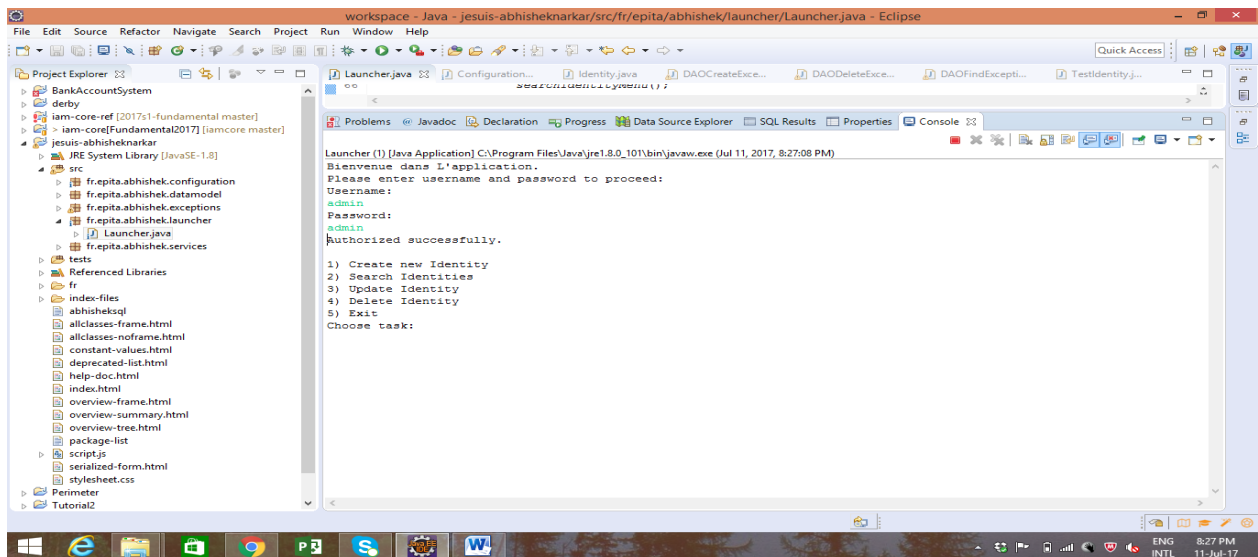 workspace - Java - jesuis-abhisheknarkar/src/fr/epita/abhishek/launcher/Launcher.java - Eclipse
File Edit Source Refactor Navigate Search Project Run Window Help
Quick Access
Project Explorer
BankAccountSystem
derby
iam-core-ref [2017s1-fundamental master]
> iam-core[Fundamental2017] [iamcore master]
jesuis-abhisheknarkar
JRE System Library [JavaSE-1.8]
src
fr.epita.abhishek.configuration
fr.epita.abhishek.datamodel
fr.epita.abhishek.exceptions
fr.epita.abhishek.launcher
Launcher.java
fr.epita.abhishek.services
tests
Referenced Libraries
fr
index-files
abhisheksql
allclasses-frame.html
allclasses-noframe.html
constant-values.html
deprecated-list.html
help-doc.html
index.html
overview-frame.html
overview-summary.html
overview-tree.html
package-list
script.js
serialized-form.html
stylesheet.css
Perimeter
Tutorial2
Launcher.java Configuration... Identity.java DAOCreateExce... DAODeleteExce... DAOFindExcepti... TestIdentity.j...
66 searchIdentityMenu();
Problems Javadoc Declaration Progress Data Source Explorer SQL Results Properties Console
Launcher (1) [Java Application] C:\Program Files\Java\jre1.8.0_101\bin\javaw.exe (Jul 11, 2017, 8:27:08 PM)
Bienvenue dans L'application.
Please enter username and password to proceed:
Username:
admin
Password:
admin
Authorized successfully.
1) Create new Identity
2) Search Identities
3) Update Identity
4) Delete Identity
5) Exit
Choose task:
ENG
INTL
8:27 PM
11-Jul-17